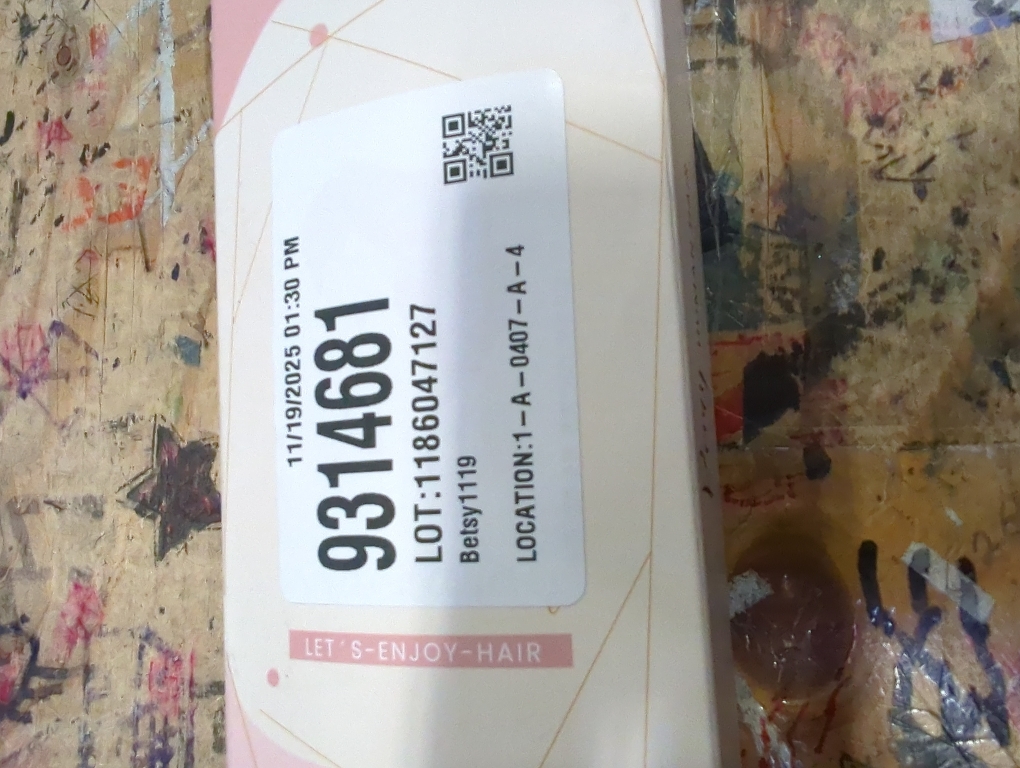 11/19/2025 01:30 PM
9314681
LOT:1186047127
Betsy1119
LOCATION:1-A-0407-A-4
LET'S-ENJOY-HAIR